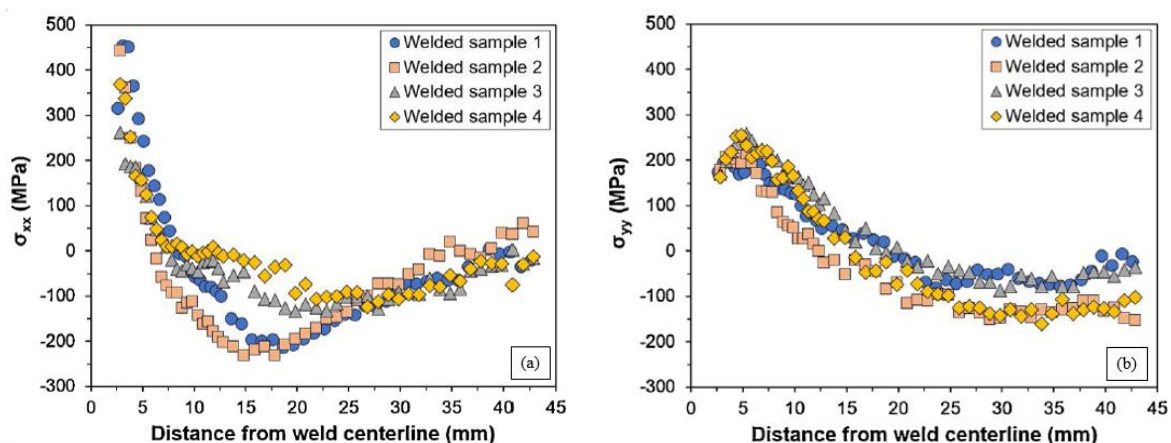 500
400
300
200
100
0
-100
-200
-300
σxx (MPa)
0 5 10 15 20 25 30 35 40 45
Distance from weld centerline (mm)
Welded sample 1
Welded sample 2
Welded sample 3
Welded sample 4
(a)
500
400
300
200
100
0
-100
-200
-300
σyy (MPa)
0 5 10 15 20 25 30 35 40 45
Distance from weld centerline (mm)
Welded sample 1
Welded sample 2
Welded sample 3
Welded sample 4
(b)